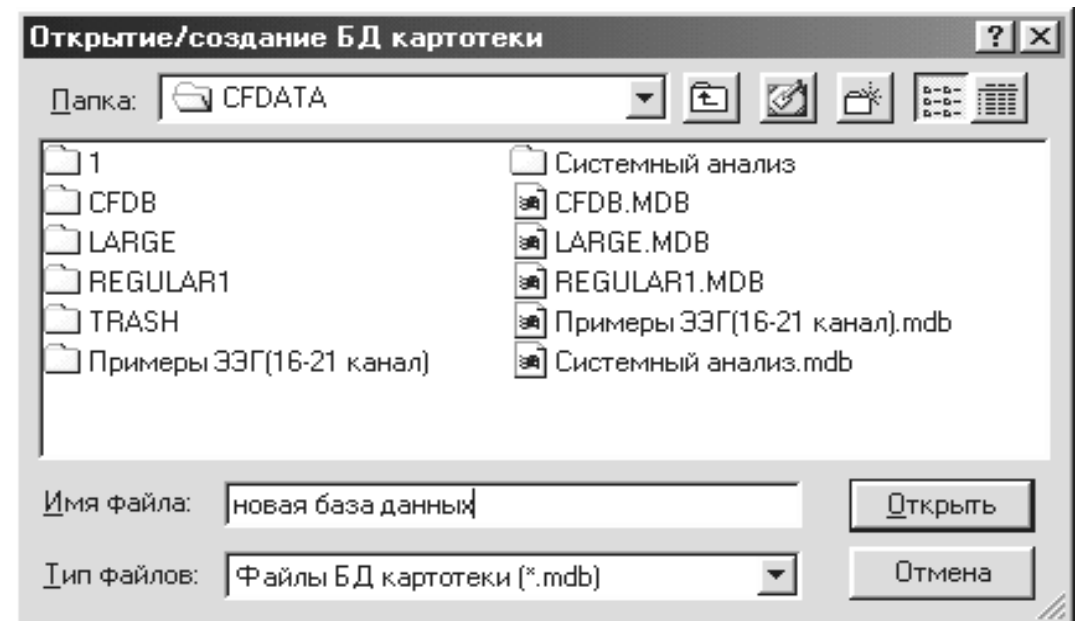 Открытие/создание БД картотеки
Папка: CFDATA
1
CFDB
LARGE
REGULAR1
TRASH
Примеры ЭЭГ(16-21 канал)
Системный анализ
CFDB.MDB
LARGE.MDB
REGULAR1.MDB
Примеры ЭЭГ(16-21 канал).mdb
Системный анализ.mdb
Имя файла: новая база данных
Открыть
Тип файлов: Файлы БД картотеки (*.mdb)
Отмена